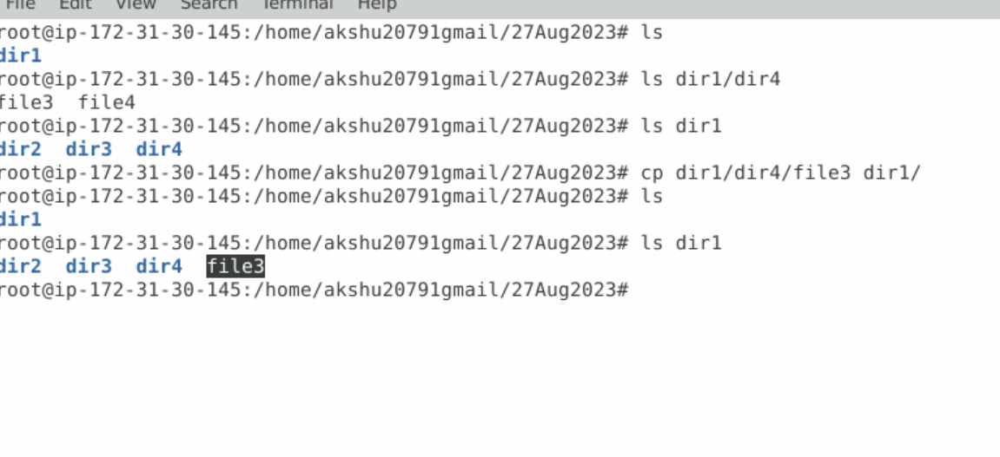 File Edit View Search Terminal Help
root@ip-172-31-30-145:/home/akshu20791gmail/27Aug2023# ls
dir1
root@ip-172-31-30-145:/home/akshu20791gmail/27Aug2023# ls dir1/dir4
file3  file4
root@ip-172-31-30-145:/home/akshu20791gmail/27Aug2023# ls dir1
dir2  dir3  dir4
root@ip-172-31-30-145:/home/akshu20791gmail/27Aug2023# cp dir1/dir4/file3 dir1/
root@ip-172-31-30-145:/home/akshu20791gmail/27Aug2023# ls
dir1
root@ip-172-31-30-145:/home/akshu20791gmail/27Aug2023# ls dir1
dir2  dir3  dir4  file3
root@ip-172-31-30-145:/home/akshu20791gmail/27Aug2023#